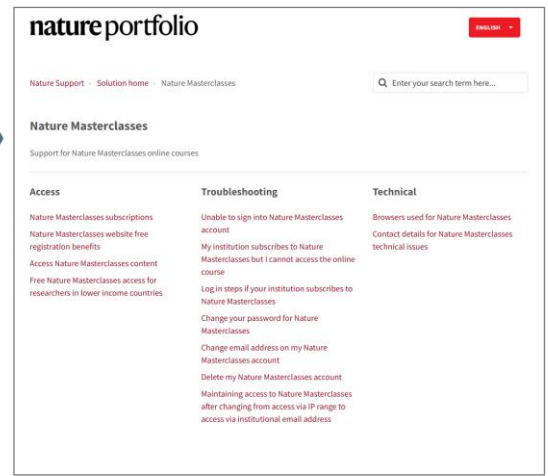 nature portfolio
ENGLISH
Nature Support
Solution home
Nature Masterclasses
Enter your search term here...
Nature Masterclasses
Support for Nature Masterclasses online courses
Access
Nature Masterclasses subscriptions
Nature Masterclasses website free
registration benefits
Access Nature Masterclasses content
Free Nature Masterclasses access for
researchers in lower income countries
Troubleshooting
Unable to sign into Nature Masterclasses
account
My institution subscribes to Nature
Masterclasses but I cannot access the online
course
Log in steps if your institution subscribes to
Nature Masterclasses
Change your password for Nature
Masterclasses
Change email address on my Nature
Masterclasses account
Delete my Nature Masterclasses account
Maintaining access to Nature Masterclasses
after changing from access via IP range to
access via institutional email address
Technical
Browsers used for Nature Masterclasses
Contact details for Nature Masterclasses
technical issues